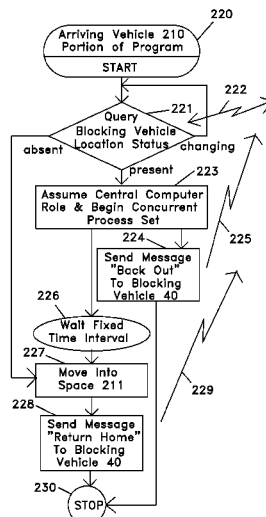 220
Arriving Vehicle 210
Portion of Program
START
221
222
Query
Blocking Vehicle
Location Status
absent
changing
present
223
Assume Central Computer
Role & Begin Concurrent
Process Set
224
225
Send Message
"Back Out"
To Blocking
Vehicle 40
226
Wait Fixed
Time Interval
227
Move Into
Space 211
228
229
Send Message
"Return Home"
To Blocking
Vehicle 40
230
STOP